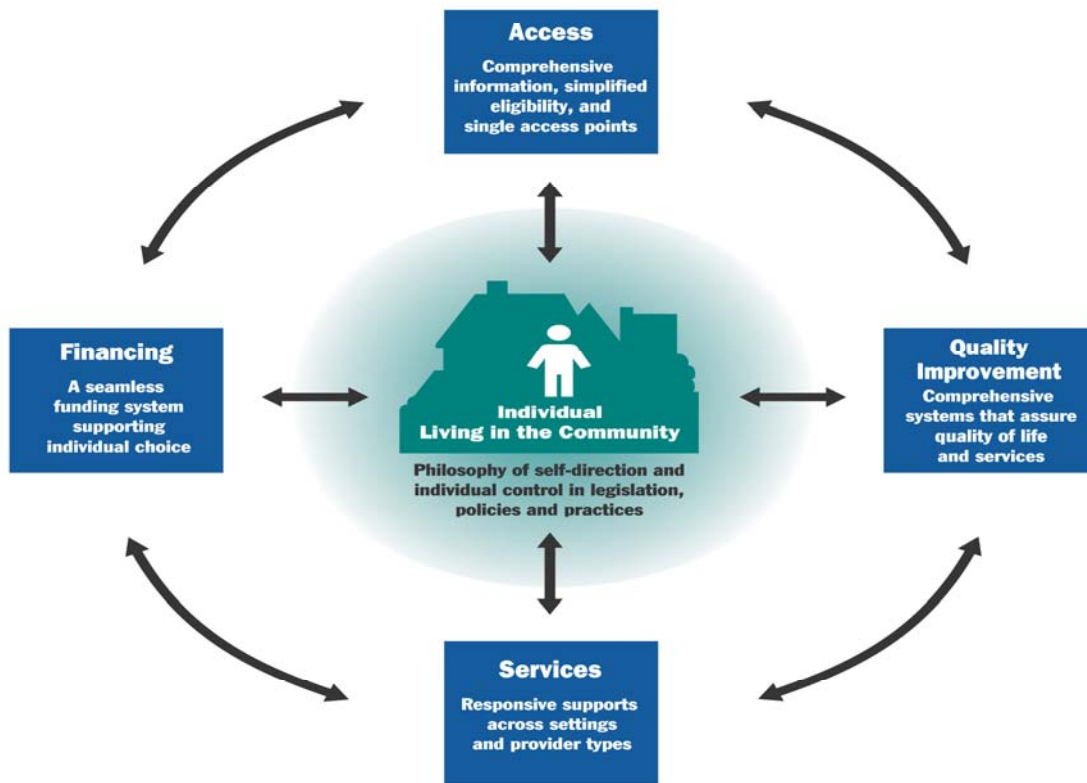 Access
Comprehensive
information, simplified
eligibility, and
single access points
Financing
A seamless
funding system
supporting
individual choice
Individual
Living in the Community
Philosophy of self-direction and
individual control in legislation,
policies and practices
Quality
Improvement
Comprehensive
systems that assure
quality of life
and services
Services
Responsive supports
across settings
and provider types